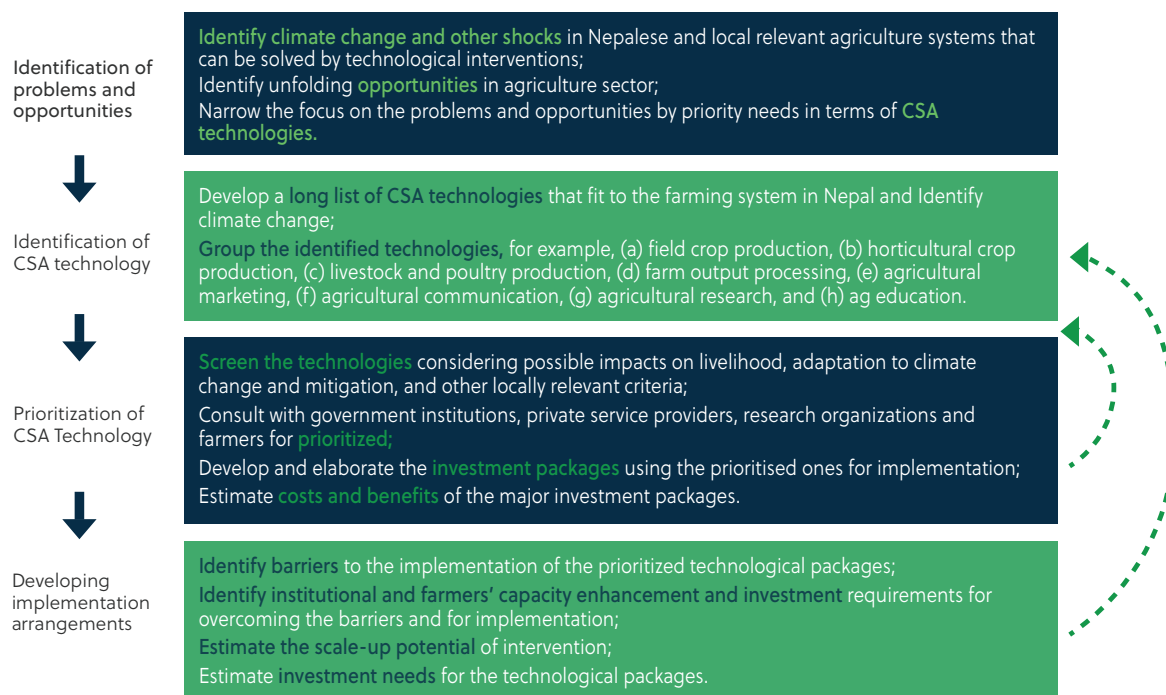 Identification of
problems and
opportunities
Identify climate change and other shocks in Nepalese and local relevant agriculture systems that
can be solved by technological interventions;
Identify unfolding opportunities in agriculture sector;
Narrow the focus on the problems and opportunities by priority needs in terms of CSA
technologies.
Identification of
CSA technology
Develop a long list of CSA technologies that fit to the farming system in Nepal and Identify
climate change;
Group the identified technologies, for example, (a) field crop production, (b) horticultural crop
production, (c) livestock and poultry production, (d) farm output processing, (e) agricultural
marketing, (f) agricultural communication, (g) agricultural research, and (h) ag education.
Prioritization of
CSA Technology
Screen the technologies considering possible impacts on livelihood, adaptation to climate
change and mitigation, and other locally relevant criteria;
Consult with government institutions, private service providers, research organizations and
farmers for prioritized;
Develop and elaborate the investment packages using the prioritised ones for implementation;
Estimate costs and benefits of the major investment packages.
Developing
implementation
arrangements
Identify barriers to the implementation of the prioritized technological packages;
Identify institutional and farmers' capacity enhancement and investment requirements for
overcoming the barriers and for implementation;
Estimate the scale-up potential of intervention;
Estimate investment needs for the technological packages.